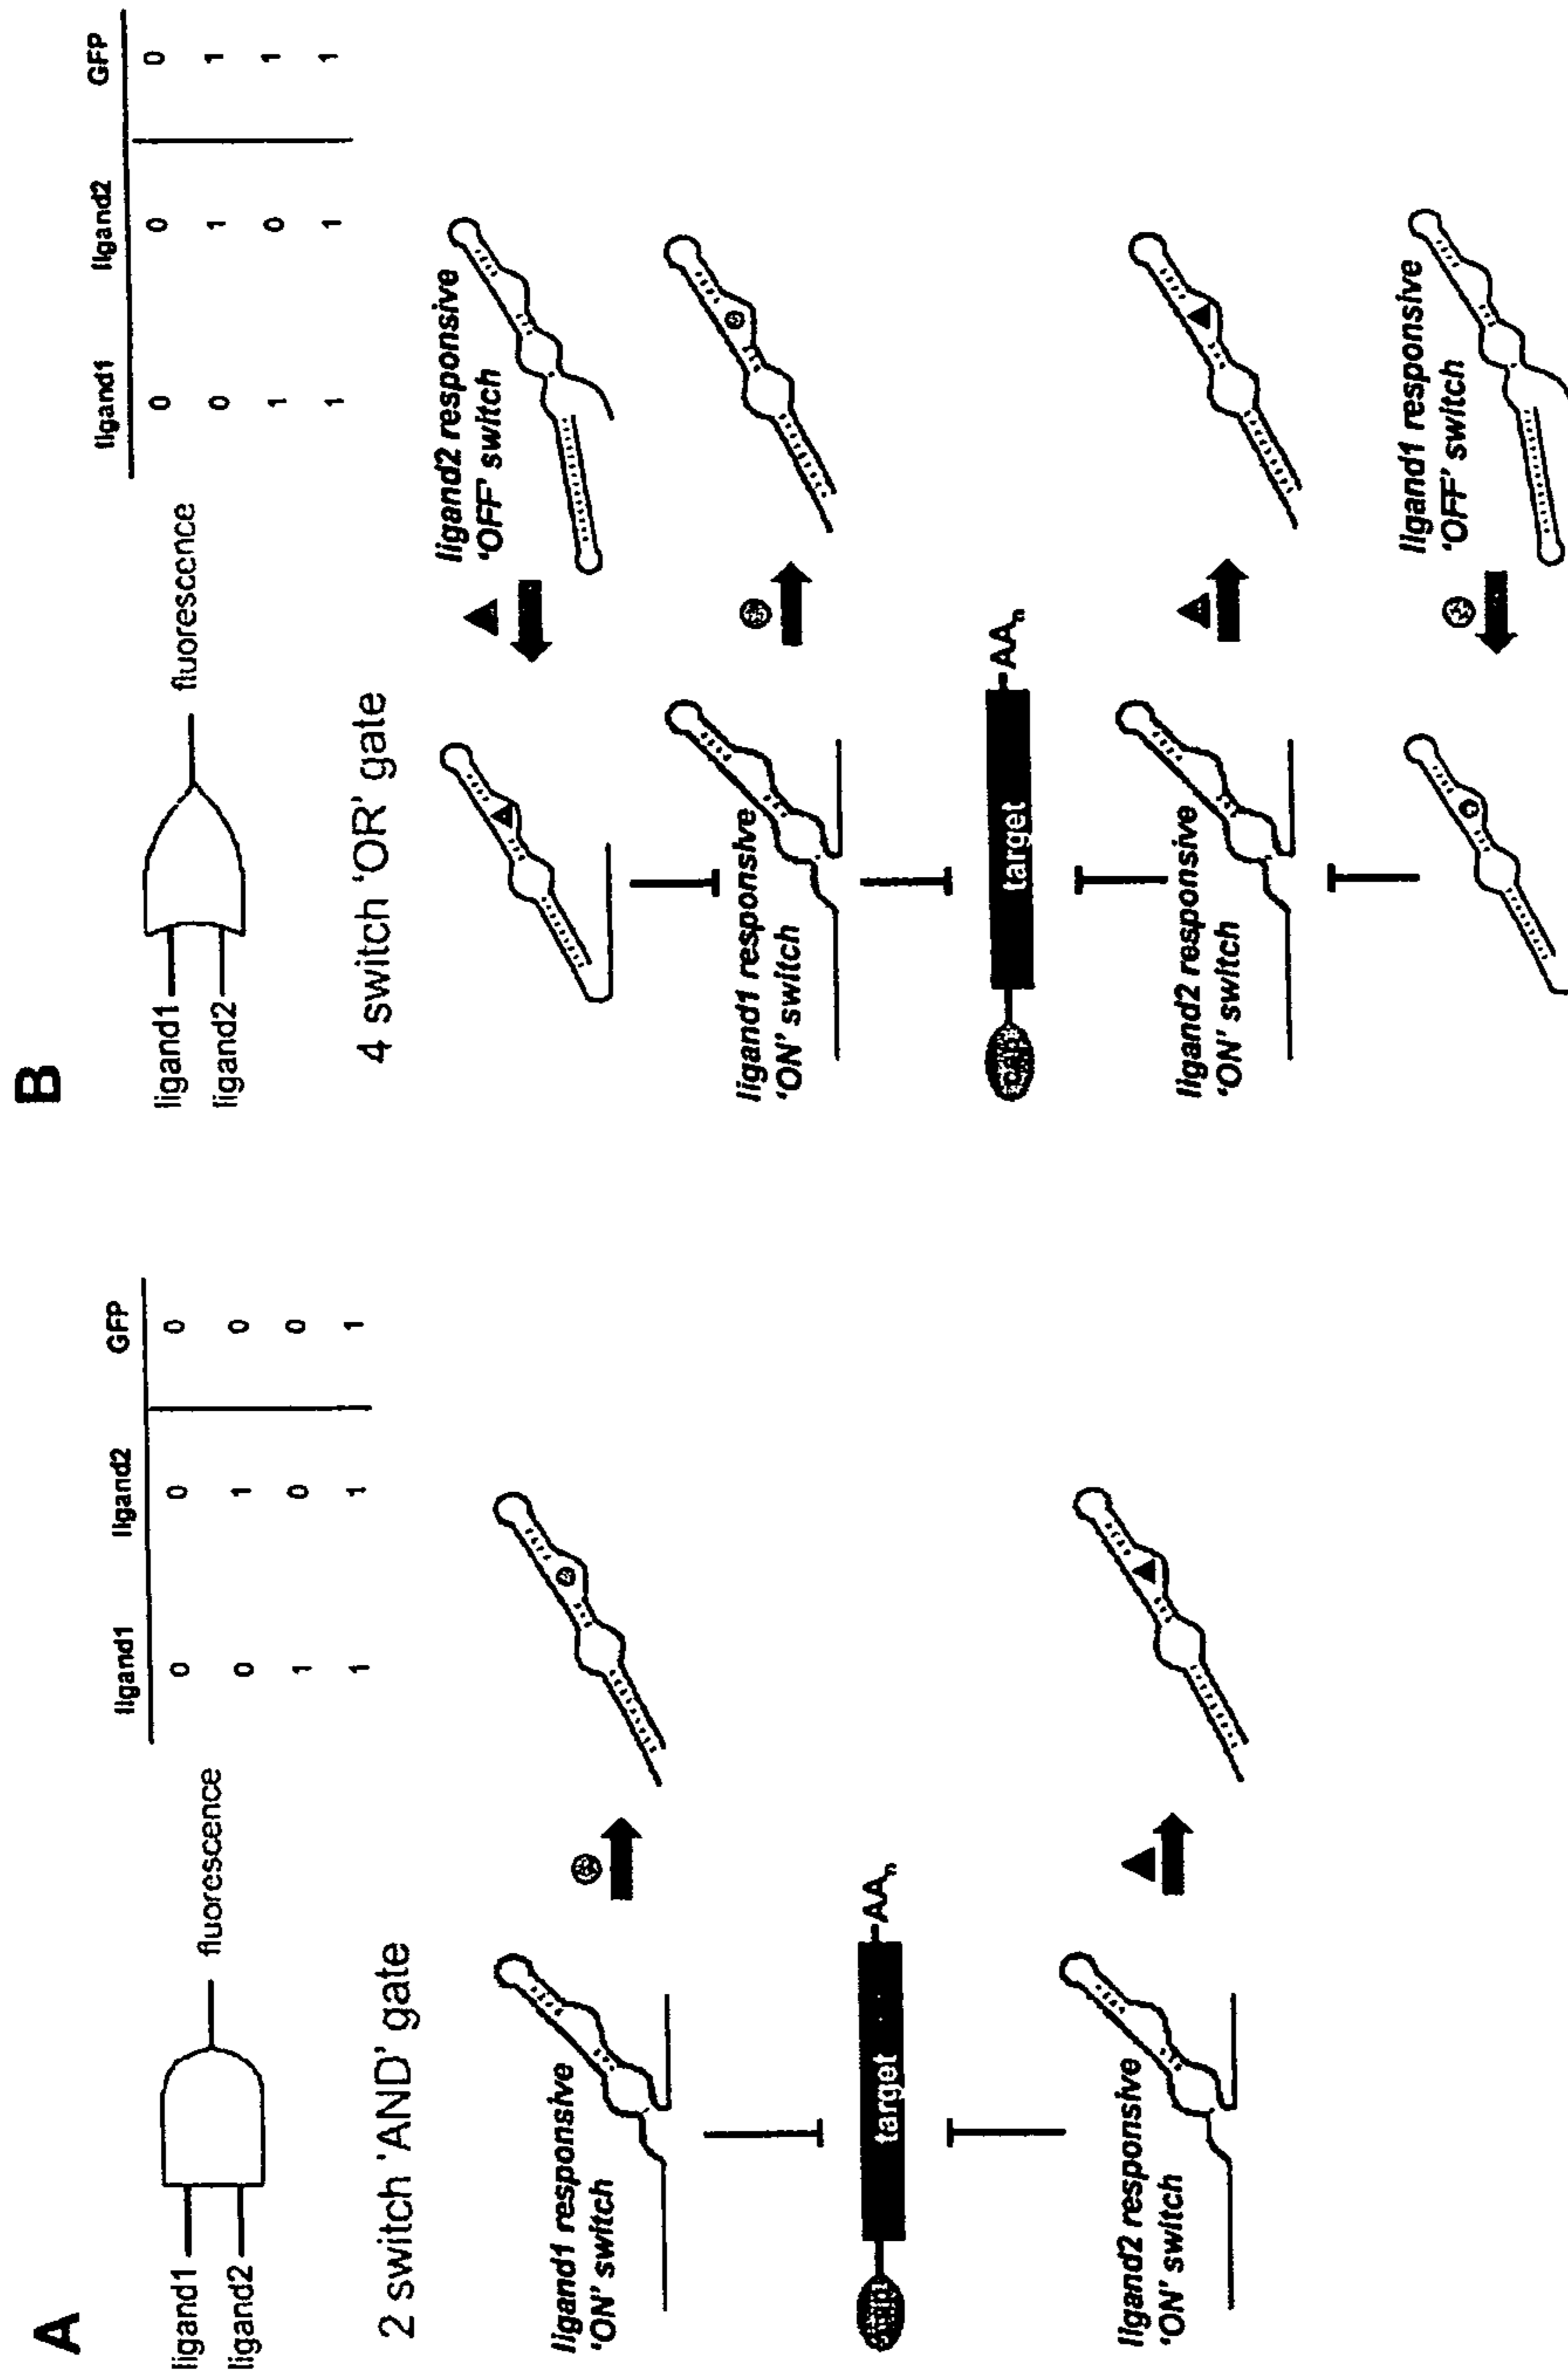 A
ligand1
ligand2
fluorescence
ligand1 ligand2 GFP
0 0 0
0 1 0
1 0 0
1 1 1
2 switch 'AND' gate
ligand1 responsive
'ON' switch
target
AAn
ligand2 responsive
'ON' switch
B
ligand1
ligand2
fluorescence
ligand1 ligand2 GFP
0 0 0
0 1 1
1 0 1
1 1 1
4 switch 'OR' gate
ligand2 responsive
'OFF' switch
ligand1 responsive
'ON' switch
target
AAn
ligand2 responsive
'ON' switch
ligand1 responsive
'OFF' switch